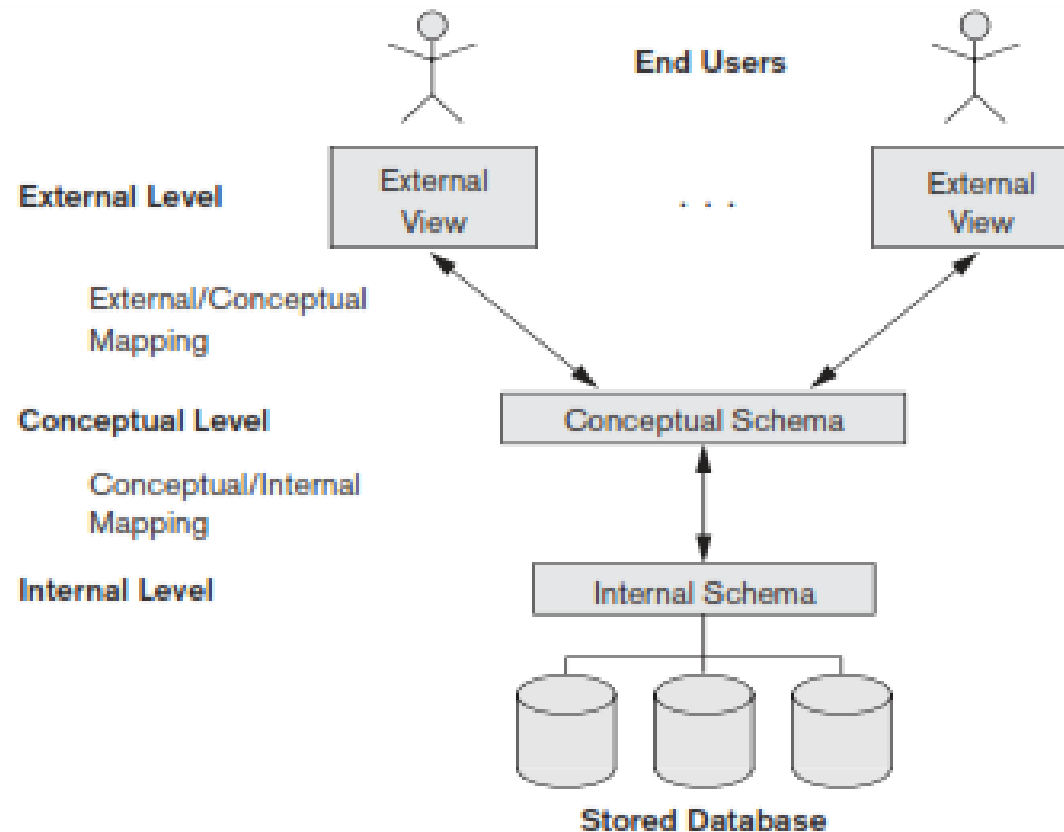 End Users
External Level
External
View
. . .
External
View
External/Conceptual
Mapping
Conceptual Level
Conceptual Schema
Conceptual/Internal
Mapping
Internal Level
Internal Schema
Stored Database